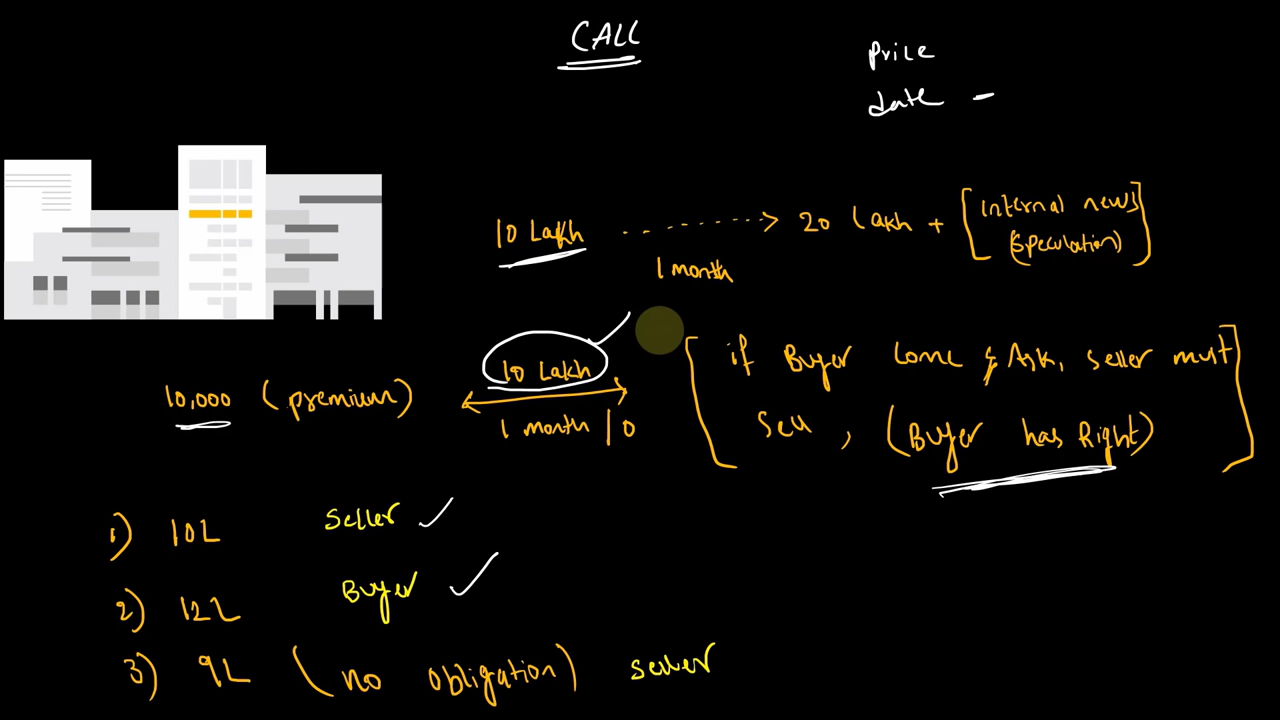 CALL
Price
date -
10 Lakh -------> 20 Lakh + [internal news
(speculation)]
1 month
10 Lakh
10,000 (premium)
1 month / 0
[if Buyer come & Ask, seller must
sell, (Buyer has Right)]
1) 10L seller ✓
2) 12L Buyer ✓
3) 9L (no obligation) seller